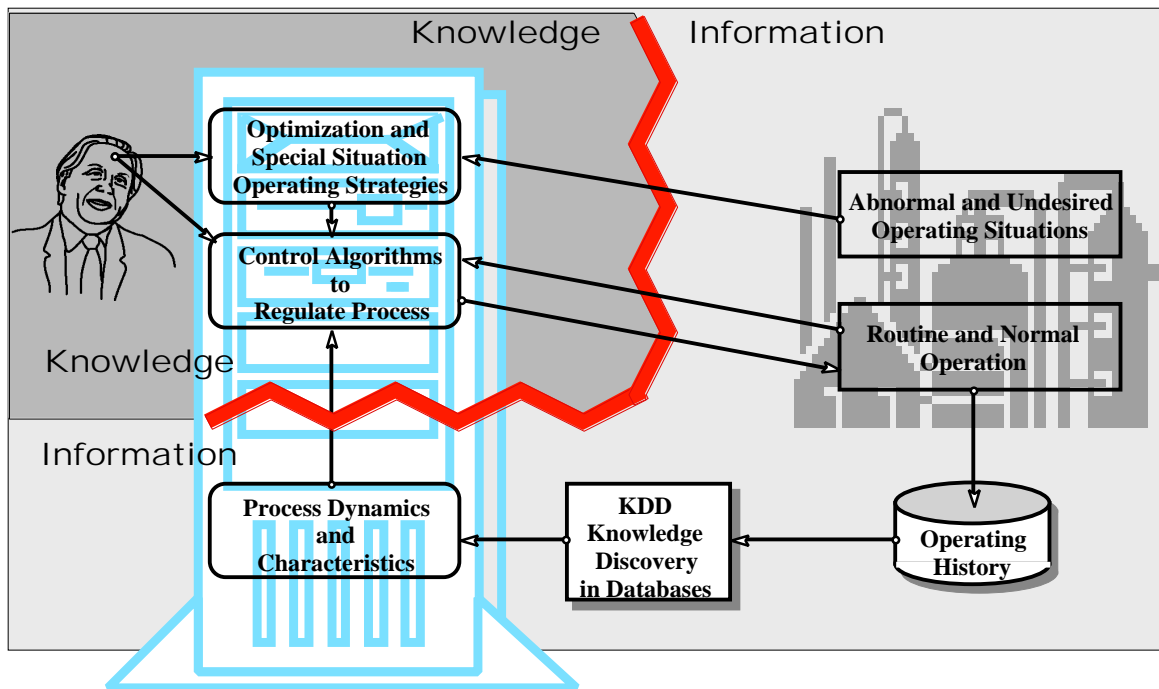 Knowledge
Information
Optimization and
Special Situation
Operating Strategies
Abnormal and Undesired
Operating Situations
Control Algorithms
to
Regulate Process
Routine and Normal
Operation
Knowledge
Information
Process Dynamics
and
Characteristics
KDD
Knowledge
Discovery
in Databases
Operating
History